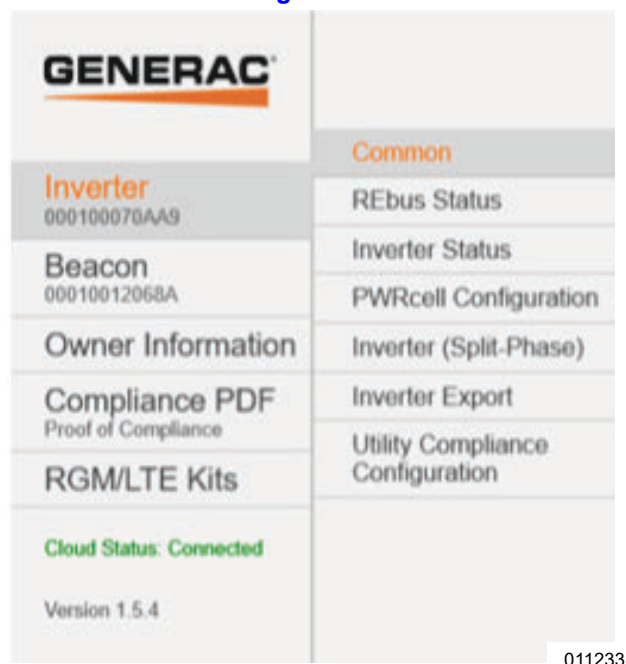 GENERAC
Inverter
000100070AA9
Beacon
00010012068A
Owner Information
Compliance PDF
Proof of Compliance
RGM/LTE Kits
Cloud Status: Connected
Version 1.5.4
Common
REbus Status
Inverter Status
PWRcell Configuration
Inverter (Split-Phase)
Inverter Export
Utility Compliance
Configuration
011233